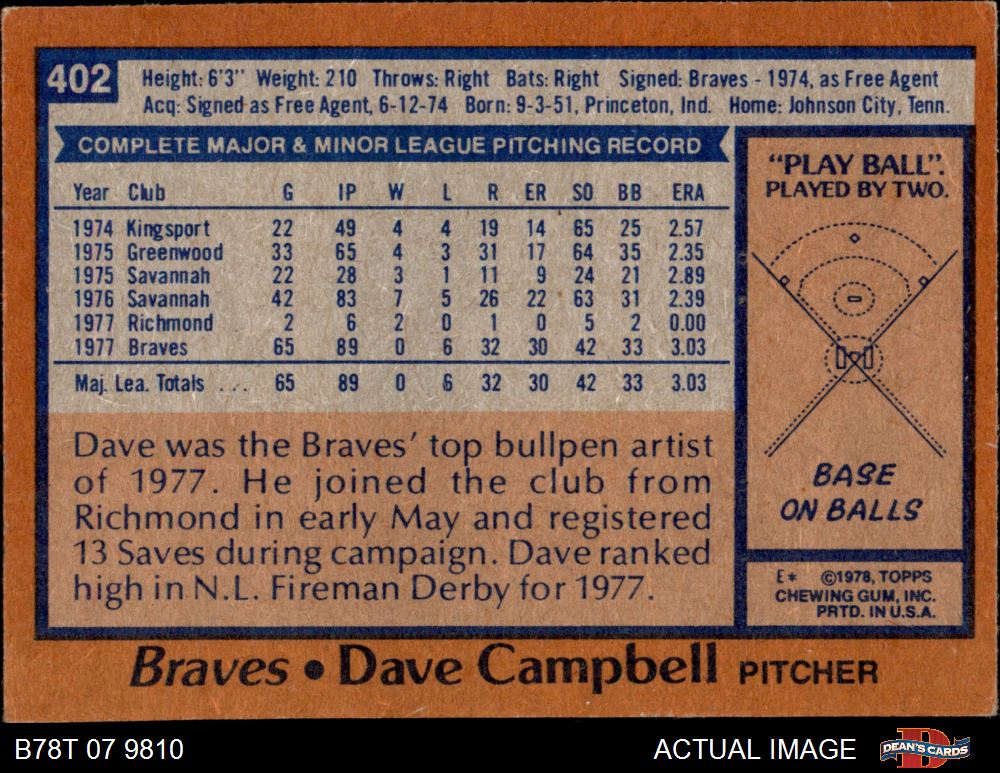 402
Height: 6'3" Weight: 210 Throws: Right Bats: Right Signed: Braves - 1974, as Free Agent
Acq: Signed as Free Agent, 6-12-74 Born: 9-3-51, Princeton, Ind. Home: Johnson City, Tenn.
COMPLETE MAJOR & MINOR LEAGUE PITCHING RECORD
Year Club G IP W L R ER SO BB ERA
1974 Kingsport 22 49 4 4 19 14 65 25 2.57
1975 Greenwood 33 65 4 3 31 17 64 35 2.35
1975 Savannah 22 28 3 1 11 9 24 21 2.89
1976 Savannah 42 83 7 5 26 22 63 31 2.39
1977 Richmond 2 6 2 0 1 0 5 2 0.00
1977 Braves 65 89 0 6 32 30 42 33 3.03
Maj. Lea. Totals ... 65 89 0 6 32 30 42 33 3.03
Dave was the Braves' top bullpen artist
of 1977. He joined the club from
Richmond in early May and registered
13 Saves during campaign. Dave ranked
high in N.L. Fireman Derby for 1977.
"PLAY BALL".
PLAYED BY TWO.
BASE
ON BALLS
E* ©1978, TOPPS
CHEWING GUM, INC.
PRTD. IN U.S.A.
Braves • Dave Campbell PITCHER
B78T 07 9810
ACTUAL IMAGE
DEAN'S CARDS